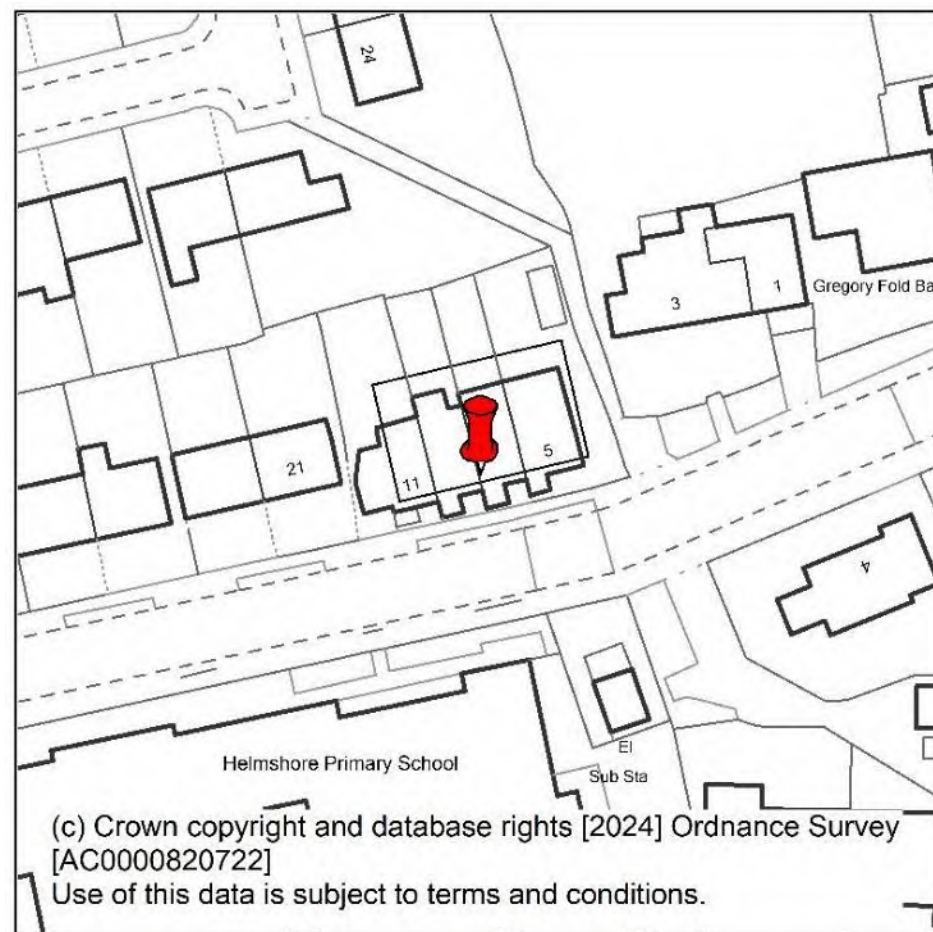 24
3
1
Gregory Fold Ba
5
11
21
4
Helmshore Primary School
El
Sub Sta
(c) Crown copyright and database rights [2024] Ordnance Survey
[AC0000820722]
Use of this data is subject to terms and conditions.